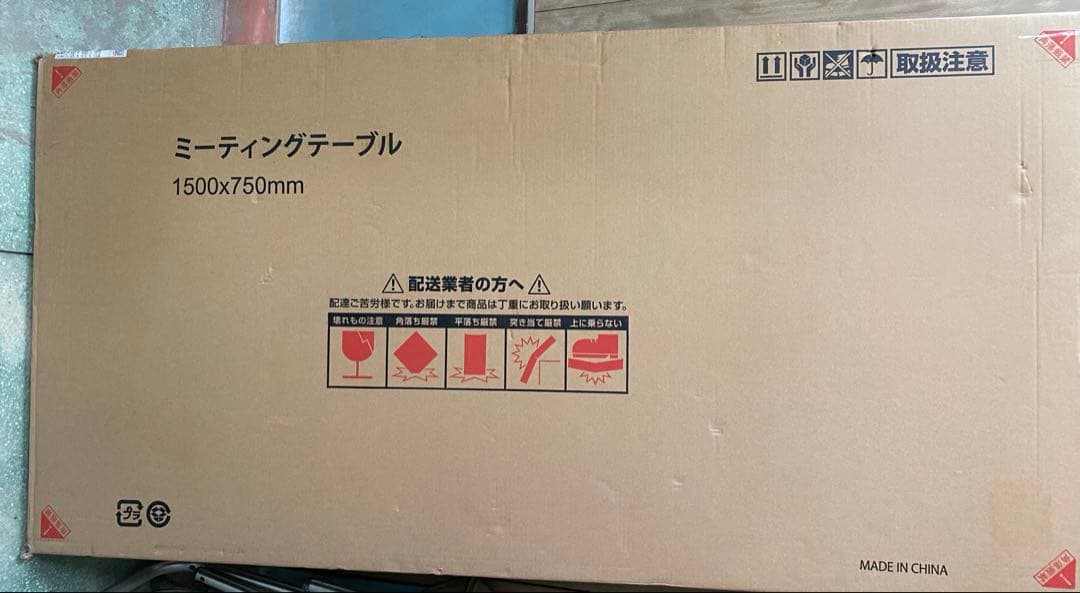 取扱注意
ミーティングテーブル
1500x750mm
配送業者の方へ
配達ご苦労様です。お届けまで商品は丁重にお取り扱い願います。
壊れもの注意 角落ち厳禁 平落ち厳禁 突き当て厳禁 上に乗らない
プラ
MADE IN CHINA